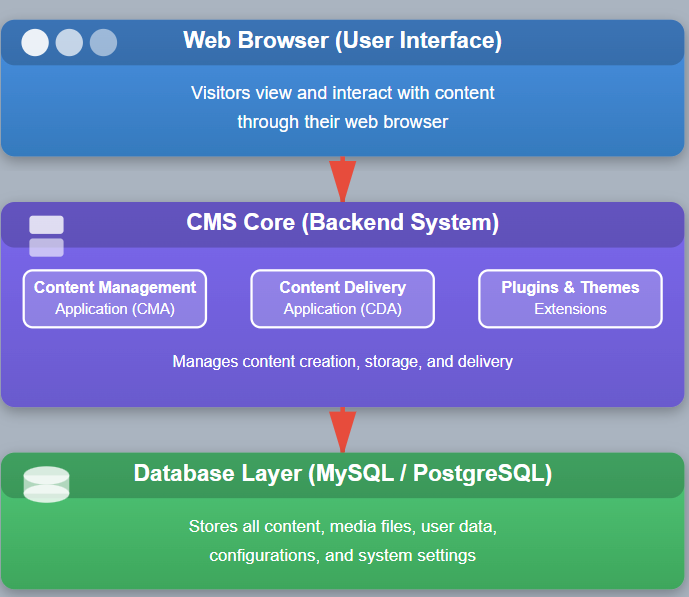 Web Browser (User Interface)
Visitors view and interact with content
through their web browser
CMS Core (Backend System)
Content Management
Application (CMA)
Content Delivery
Application (CDA)
Plugins & Themes
Extensions
Manages content creation, storage, and delivery
Database Layer (MySQL / PostgreSQL)
Stores all content, media files, user data,
configurations, and system settings